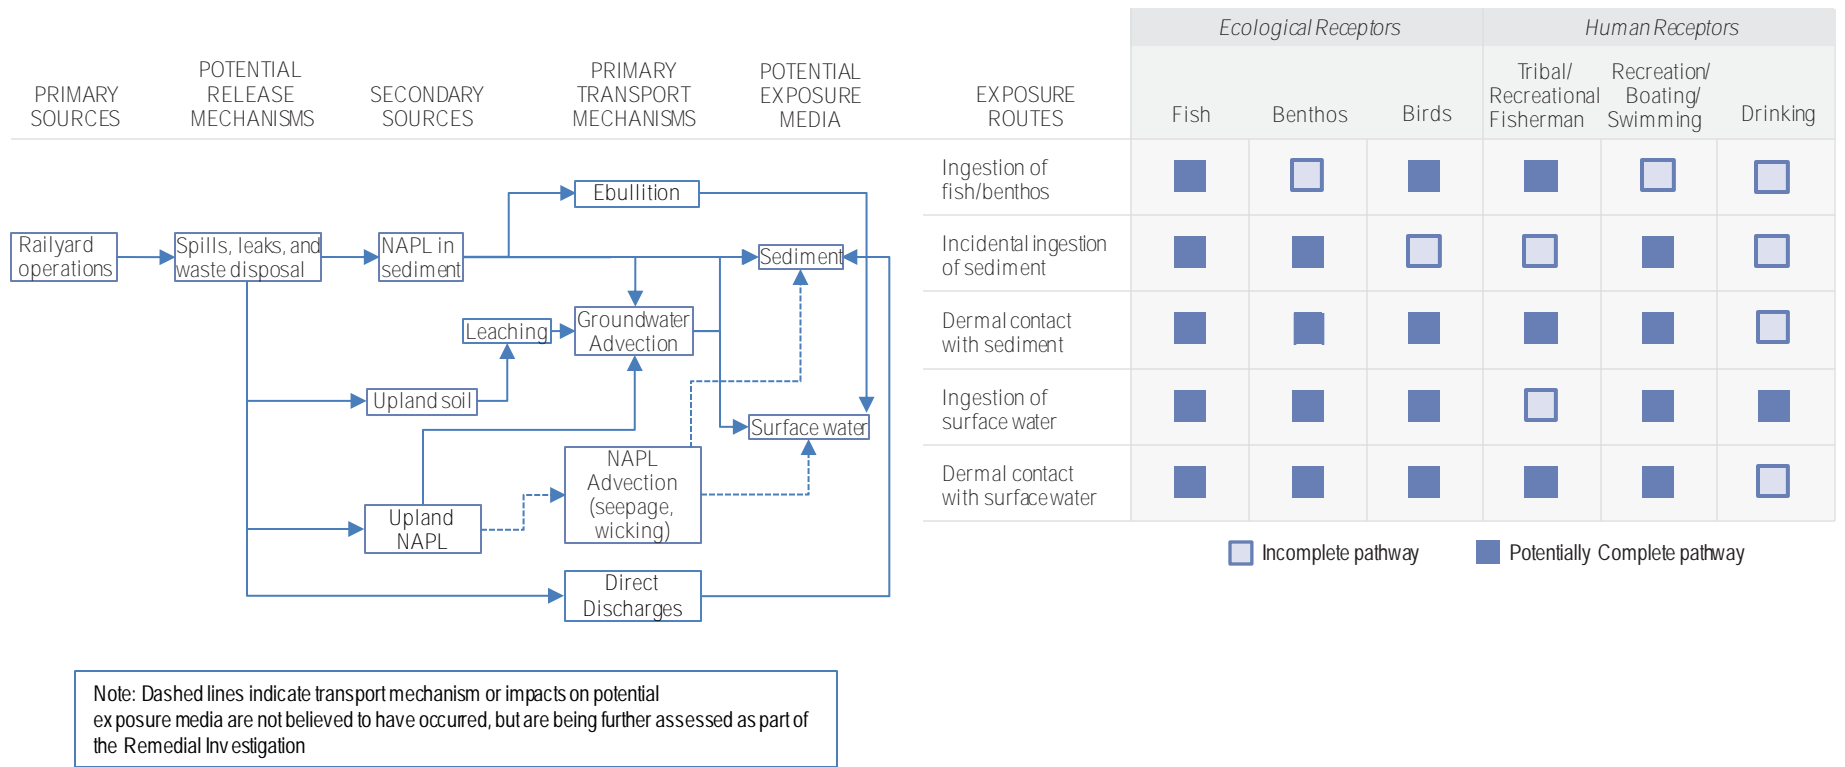 Ecological Receptors
Human Receptors
PRIMARY
SOURCES
POTENTIAL
RELEASE
MECHANISMS
SECONDARY
SOURCES
PRIMARY
TRANSPORT
MECHANISMS
POTENTIAL
EXPOSURE
MEDIA
EXPOSURE
ROUTES
Fish
Benthos
Birds
Tribal/
Recreational
Fisherman
Recreation/
Boating/
Swimming
Drinking
Railyard
operations
Spills, leaks, and
waste disposal
NAPL in
sediment
Ebullition
Sediment
Leaching
Groundwater
Advection
Upland soil
Surface water
NAPL
Advection
(seepage,
wicking)
Upland
NAPL
Direct
Discharges
Ingestion of
fish/benthos
Incidental ingestion
of sediment
Dermal contact
with sediment
Ingestion of
surface water
Dermal contact
with surface water
Incomplete pathway
Potentially Complete pathway
Note: Dashed lines indicate transport mechanism or impacts on potential
exposure media are not believed to have occurred, but are being further assessed as part of
the Remedial Investigation